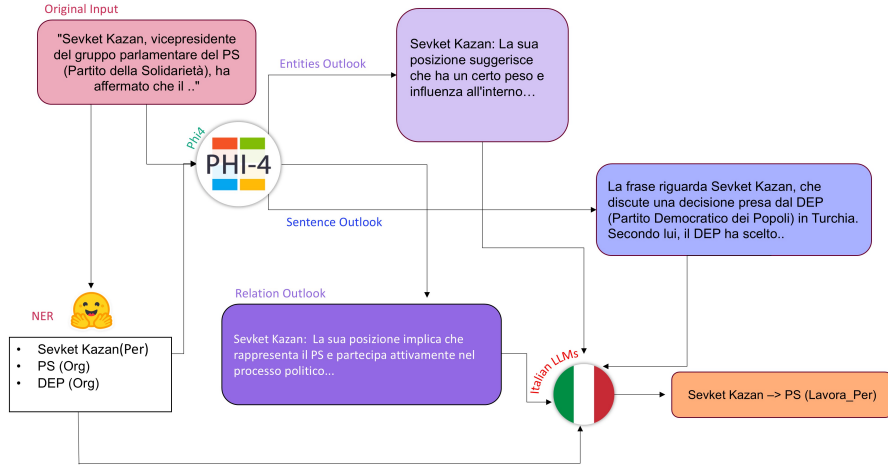 Original Input
"Sevket Kazan, vicepresidente
del gruppo parlamentare del PS
(Partito della Solidarietà), ha
affermato che il .."
Entities Outlook
Sevket Kazan: La sua
posizione suggerisce
che ha un certo peso e
influenza all'interno…
Phi4
PHI-4
Sentence Outlook
La frase riguarda Sevket Kazan, che
discute una decisione presa dal DEP
(Partito Democratico dei Popoli) in Turchia.
Secondo lui, il DEP ha scelto..
Relation Outlook
Sevket Kazan:  La sua posizione implica che
rappresenta il PS e partecipa attivamente nel
processo politico...
NER
• Sevket Kazan(Per)
• PS (Org)
• DEP (Org)
Italian LLMs
Sevket Kazan –> PS (Lavora_Per)